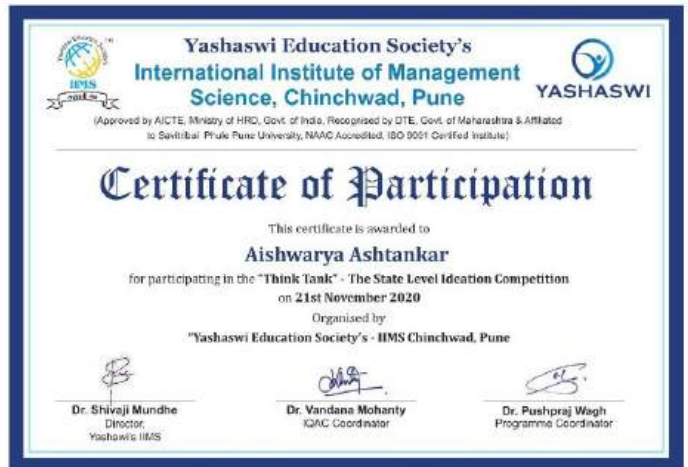 Yashaswi Education Society's
International Institute of Management
Science, Chinchwad, Pune
IIMS
YASHASWI
(Approved by AICTE, Ministry of HRD, Govt. of India, Recognised by DTE, Govt. of Maharashtra & Affiliated
to Savitribai Phule Pune University, NAAC Accredited, ISO 9001 Certified Institute)
Certificate of Participation
This certificate is awarded to
Aishwarya Ashtankar
for participating in the "Think Tank" - The State Level Ideation Competition
on 21st November 2020
Organised by
"Yashaswi Education Society's - IIMS Chinchwad, Pune
Dr. Shivaji Mundhe
Director,
Yashaswi's IIMS
Dr. Vandana Mohanty
IQAC Coordinator
Dr. Pushpraj Wagh
Programme Coordinator